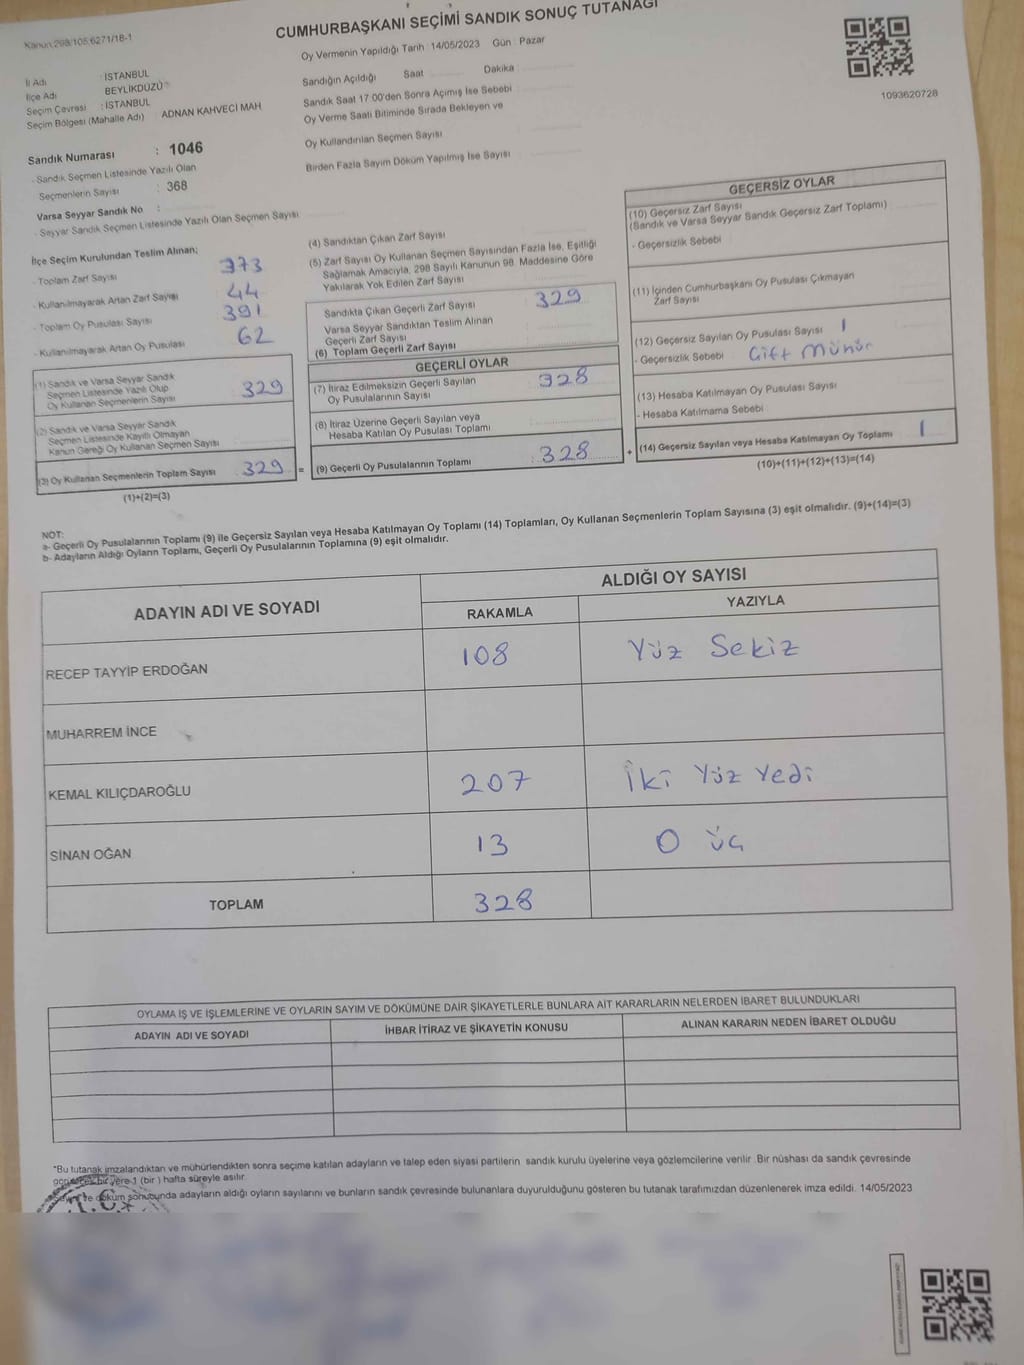 Kanun:298/105;6271/18-1
CUMHURBAŞKANI SEÇİMİ SANDIK SONUÇ TUTANAĞI
Oy Vermenin Yapıldığı Tarih : 14/05/2023 Gün : Pazar
İl Adı : İSTANBUL
İlçe Adı BEYLİKDÜZÜ
Seçim Çevresi : İSTANBUL
Seçim Bölgesi (Mahalle Adı) : ADNAN KAHVECİ MAH
Sandığın Açıldığı Saat Dakika
Sandık Saat 17:00'den Sonra Açılmış İse Sebebi
Oy Verme Saati Bitiminde Sırada Bekleyen ve
Oy Kullandırılan Seçmen Sayısı
Birden Fazla Sayım Döküm Yapılmış İse Sayısı
1093620728
Sandık Numarası : 1046
- Sandık Seçmen Listesinde Yazılı Olan
Seçmenlerin Sayısı : 368
Varsa Seyyar Sandık No :
- Seyyar Sandık Seçmen Listesinde Yazılı Olan Seçmen Sayısı
İlçe Seçim Kurulundan Teslim Alınan;
- Toplam Zarf Sayısı 373
- Kullanılmayarak Artan Zarf Sayısı 44
- Toplam Oy Pusulası Sayısı 391
- Kullanılmayarak Artan Oy Pusulası 62
(1) Sandık ve Varsa Seyyar Sandık
Seçmen Listesinde Yazılı Olup
Oy Kullanan Seçmenlerin Sayısı 329
(2) Sandık ve Varsa Seyyar Sandık
Seçmen Listesinde Kayıtlı Olmayan
Kanun Gereği Oy Kullanan Seçmen Sayısı
(3) Oy Kullanan Seçmenlerin Toplam Sayısı 329 =
(1)+(2)=(3)
(4) Sandıktan Çıkan Zarf Sayısı
(5) Zarf Sayısı Oy Kullanan Seçmen Sayısından Fazla İse, Eşitliği
Sağlamak Amacıyla, 298 Sayılı Kanunun 98. Maddesine Göre
Yakılarak Yok Edilen Zarf Sayısı
Sandıkta Çıkan Geçerli Zarf Sayısı 329
Varsa Seyyar Sandıktan Teslim Alınan
Geçerli Zarf Sayısı
(6) Toplam Geçerli Zarf Sayısı
GEÇERLİ OYLAR
(7) İtiraz Edilmeksizin Geçerli Sayılan
Oy Pusulalarının Sayısı 328
(8) İtiraz Üzerine Geçerli Sayılan veya
Hesaba Katılan Oy Pusulası Toplamı
(9) Geçerli Oy Pusulalarının Toplamı : 328 +
GEÇERSİZ OYLAR
(10) Geçersiz Zarf Sayısı
(Sandık ve Varsa Seyyar Sandık Geçersiz Zarf Toplamı)
- Geçersizlik Sebebi
(11) İçinden Cumhurbaşkanı Oy Pusulası Çıkmayan
Zarf Sayısı
(12) Geçersiz Sayılan Oy Pusulası Sayısı 1
- Geçersizlik Sebebi Çift Mühür
(13) Hesaba Katılmayan Oy Pusulası Sayısı
- Hesaba Katılmama Sebebi
(14) Geçersiz Sayılan veya Hesaba Katılmayan Oy Toplamı 1
(10)+(11)+(12)+(13)=(14)
NOT:
a- Geçerli Oy Pusulalarının Toplamı (9) ile Geçersiz Sayılan veya Hesaba Katılmayan Oy Toplamı (14) Toplamları, Oy Kullanan Seçmenlerin Toplam Sayısına (3) eşit olmalıdır. (9)+(14)=(3)
b- Adayların Aldığı Oyların Toplamı, Geçerli Oy Pusulalarının Toplamına (9) eşit olmalıdır.
ADAYIN ADI VE SOYADI
ALDIĞI OY SAYISI
RAKAMLA YAZIYLA
RECEP TAYYİP ERDOĞAN 108 Yüz Sekiz
MUHARREM İNCE
KEMAL KILIÇDAROĞLU 207 İki Yüz Yedi
SİNAN OĞAN 13 O üç
TOPLAM 328
OYLAMA İŞ VE İŞLEMLERİNE VE OYLARIN SAYIM VE DÖKÜMÜNE DAİR ŞİKAYETLERLE BUNLARA AİT KARARLARIN NELERDEN İBARET BULUNDUKLARI
ADAYIN ADI VE SOYADI İHBAR İTİRAZ VE ŞİKAYETİN KONUSU ALINAN KARARIN NEDEN İBARET OLDUĞU
*Bu tutanak imzalandıktan ve mühürlendikten sonra seçime katılan adayların ve talep eden siyasi partilerin sandık kurulu üyelerine veya gözlemcilerine verilir. Bir nüshası da sandık çevresinde
bir yere 1 (bir ) hafta süreyle asılır.
ve döküm sonucunda adayların aldığı oyların sayılarını ve bunların sandık çevresinde bulunanlara duyurulduğunu gösteren bu tutanak tarafımızdan düzenlenerek imza edildi. 14/05/2023
T.C.